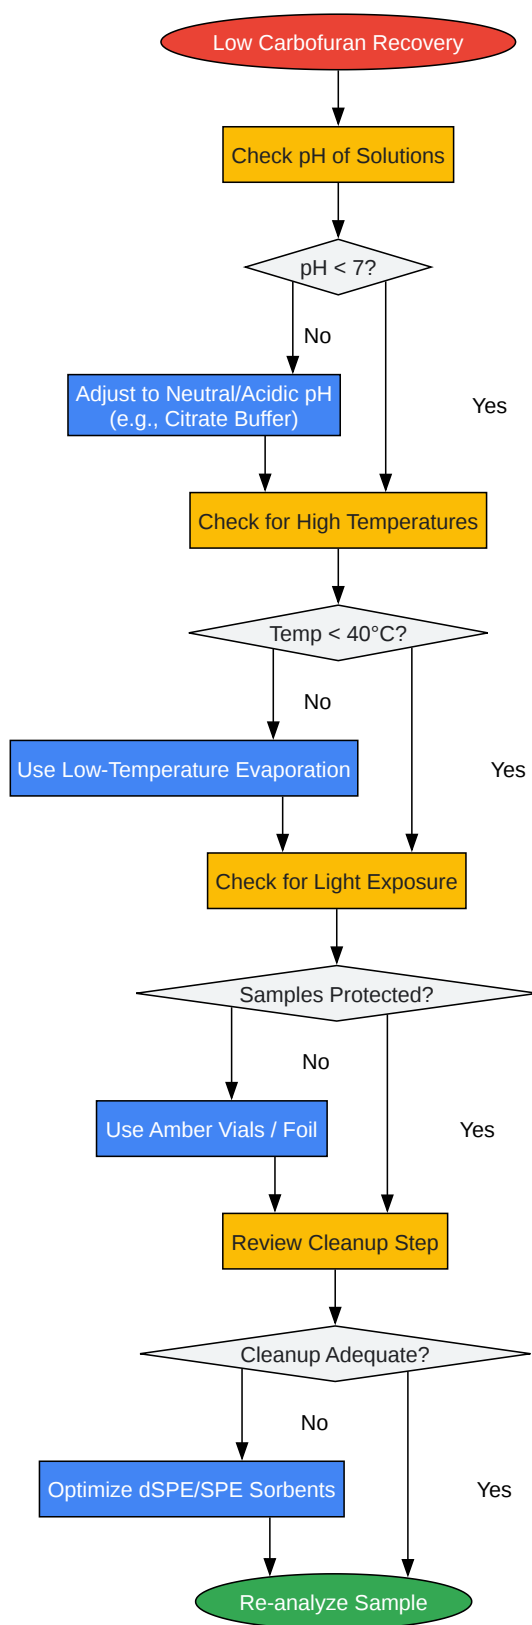 Low Carbofuran Recovery
Check pH of Solutions
pH < 7?
No
Adjust to Neutral/Acidic pH
(e.g., Citrate Buffer)
Yes
Check for High Temperatures
Temp < 40°C?
No
Use Low-Temperature Evaporation
Yes
Check for Light Exposure
Samples Protected?
No
Use Amber Vials / Foil
Yes
Review Cleanup Step
Cleanup Adequate?
No
Optimize dSPE/SPE Sorbents
Yes
Re-analyze Sample